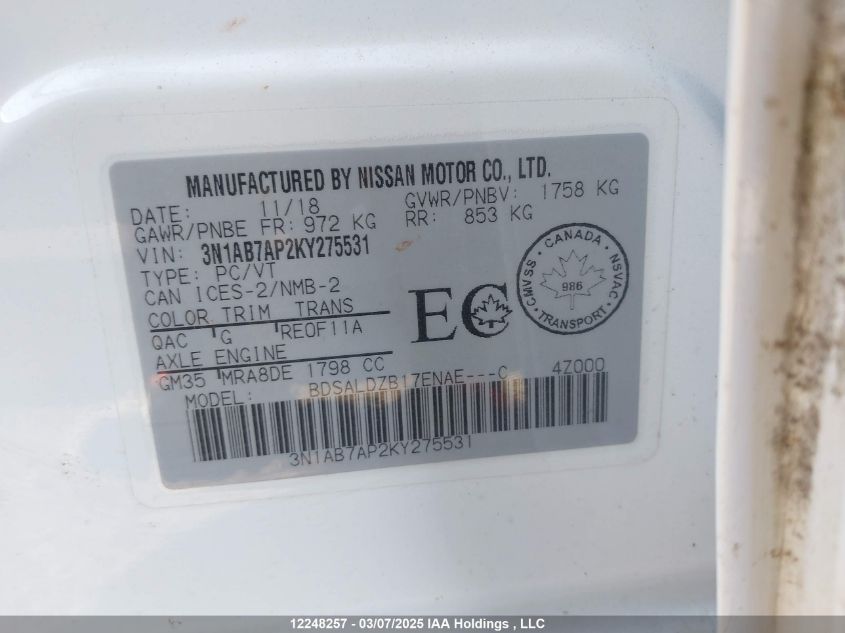 MANUFACTURED BY NISSAN MOTOR CO., LTD.
DATE: 11/18 GVWR/PNBV: 1758 KG
GAWR/PNBE FR: 972 KG RR: 853 KG
VIN: 3N1AB7AP2KY275531
TYPE: PC/VT
CAN ICES-2/NMB-2
COLOR TRIM TRANS
QAC G REOF11A
AXLE ENGINE
GM35 MRA8DE 1798 CC
MODEL: BDSALDZB17ENAE---C 4Z000
3N1AB7AP2KY275531
EC
CANADA
CMVSS NSVAC
986
TRANSPORT
12248257 - 03/07/2025 IAA Holdings , LLC